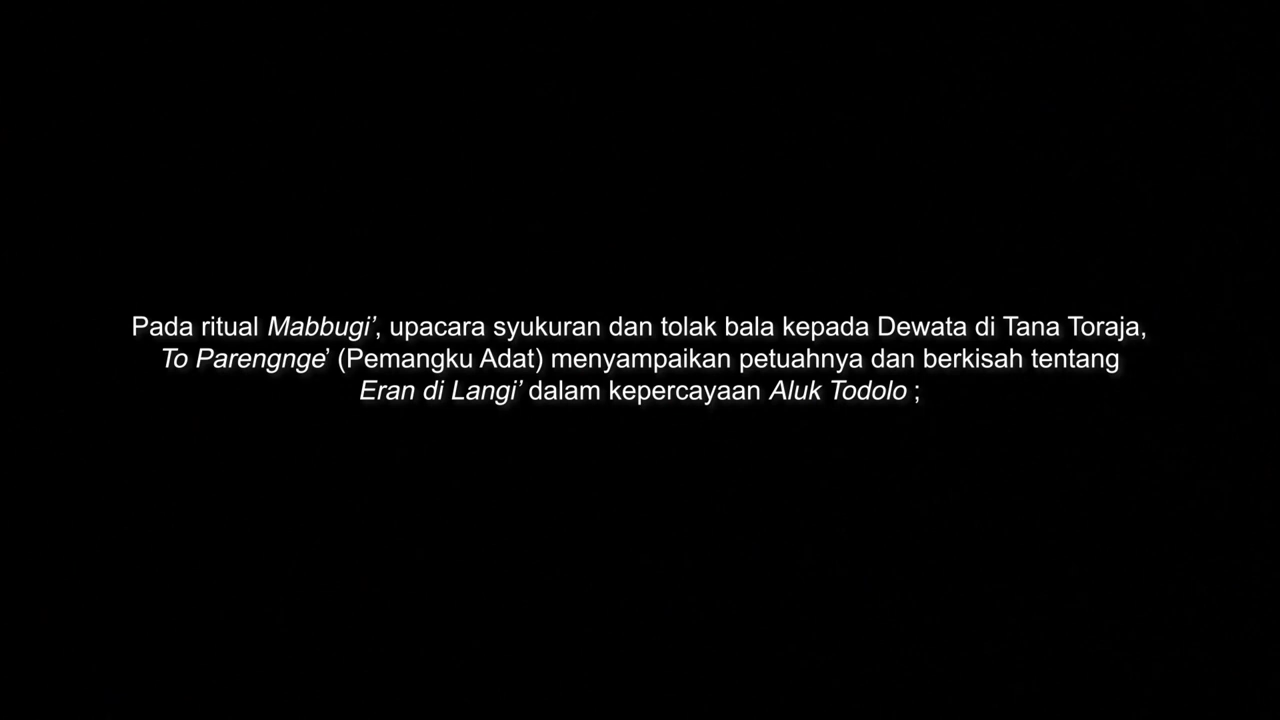 Pada ritual Mabbugi’, upacara syukuran dan tolak bala kepada Dewata di Tana Toraja,
To Parengnge’ (Pemangku Adat) menyampaikan petuahnya dan berkisah tentang
Eran di Langi’ dalam kepercayaan Aluk Todolo ;